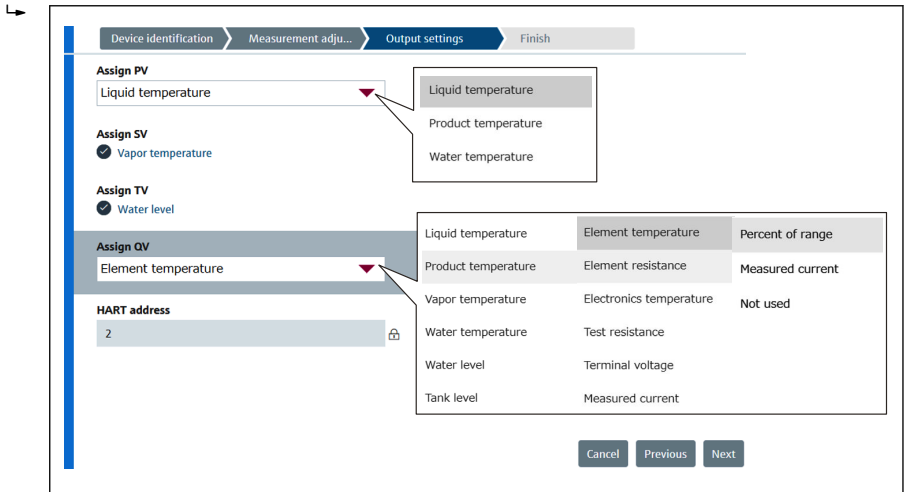 Device identification
Measurement adju...
Output settings
Finish
Assign PV
Liquid temperature
Liquid temperature
Product temperature
Water temperature
Assign SV
Vapor temperature
Assign TV
Water level
Assign QV
Element temperature
HART address
2
Liquid temperature
Product temperature
Vapor temperature
Water temperature
Water level
Tank level
Element temperature
Element resistance
Electronics temperature
Test resistance
Terminal voltage
Measured current
Percent of range
Measured current
Not used
Cancel
Previous
Next